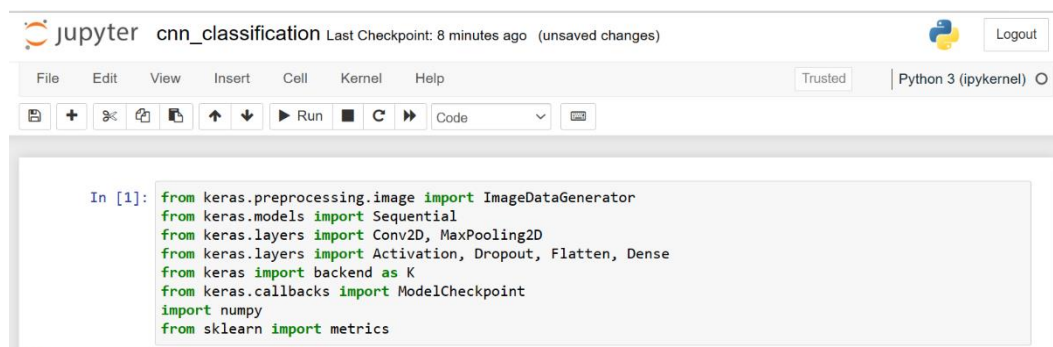 jupyter cnn_classification Last Checkpoint: 8 minutes ago (unsaved changes) Logout
File Edit View Insert Cell Kernel Help Trusted Python 3 (ipykernel)
Run Code
In [1]: from keras.preprocessing.image import ImageDataGenerator
from keras.models import Sequential
from keras.layers import Conv2D, MaxPooling2D
from keras.layers import Activation, Dropout, Flatten, Dense
from keras import backend as K
from keras.callbacks import ModelCheckpoint
import numpy
from sklearn import metrics